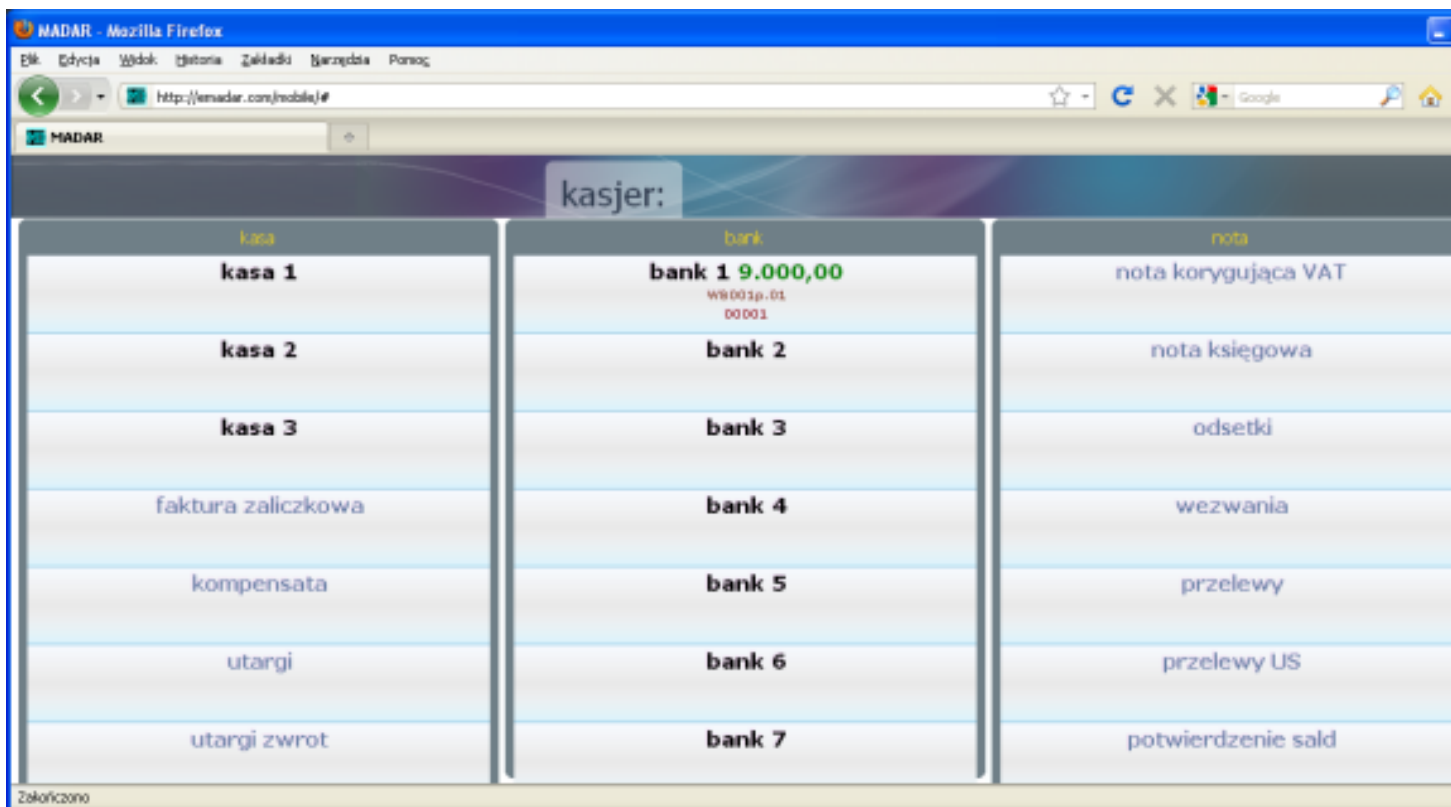 MADAR - Mozilla Firefox
Plik Edycja Widok Historia Zakładki Narzędzia Pomoc
http://emadar.com/mobile/#
Google
MADAR
kasjer:
kasa
kasa 1
kasa 2
kasa 3
faktura zaliczkowa
kompensata
utargi
utargi zwrot
bank
bank 1 9.000,00
WB001p.01
00001
bank 2
bank 3
bank 4
bank 5
bank 6
bank 7
nota
nota korygująca VAT
nota księgowa
odsetki
wezwania
przelewy
przelewy US
potwierdzenie sald
Zakończono